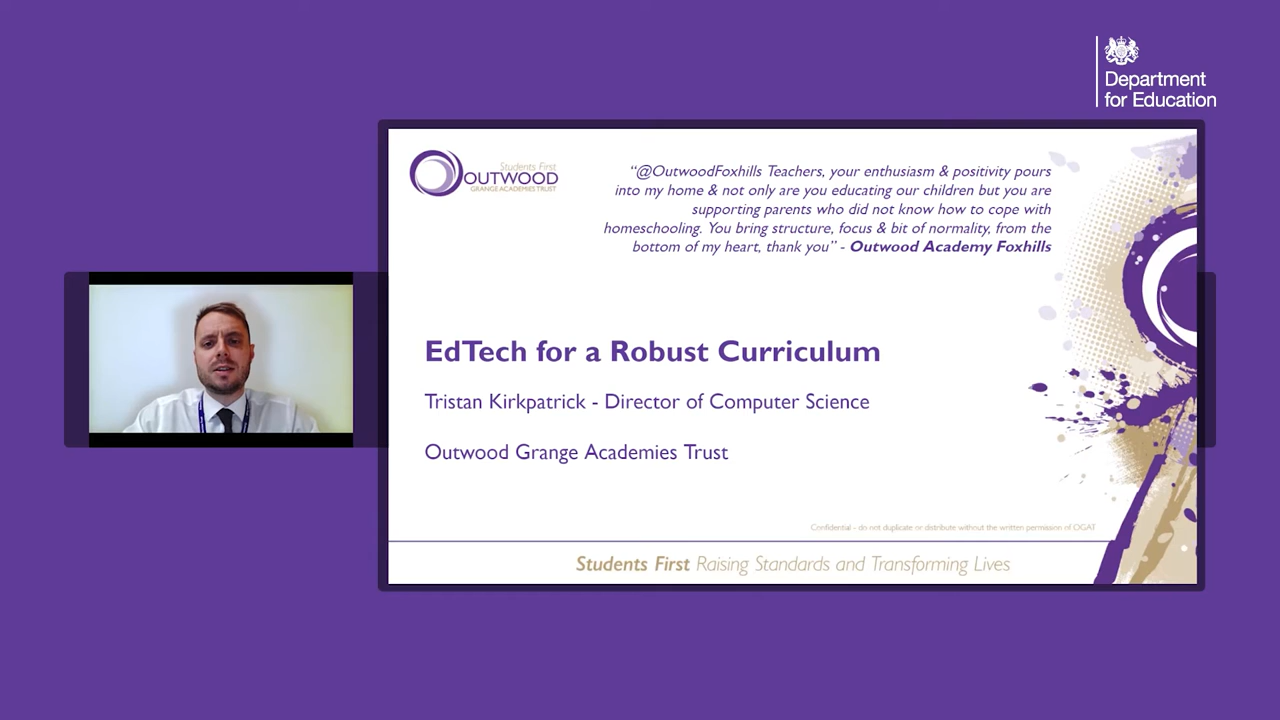 Department
for Education
Students First
OUTWOOD
GRANGE ACADEMIES TRUST
“@OutwoodFoxhills Teachers, your enthusiasm & positivity pours
into my home & not only are you educating our children but you are
supporting parents who did not know how to cope with
homeschooling. You bring structure, focus & bit of normality, from the
bottom of my heart, thank you” - Outwood Academy Foxhills
EdTech for a Robust Curriculum
Tristan Kirkpatrick - Director of Computer Science
Outwood Grange Academies Trust
Confidential - do not duplicate or distribute without the written permission of OGAT
Students First Raising Standards and Transforming Lives